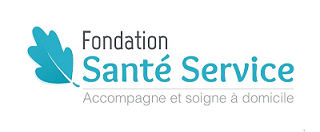 Fondation
Santé Service
Accompagne et soigne à domicile